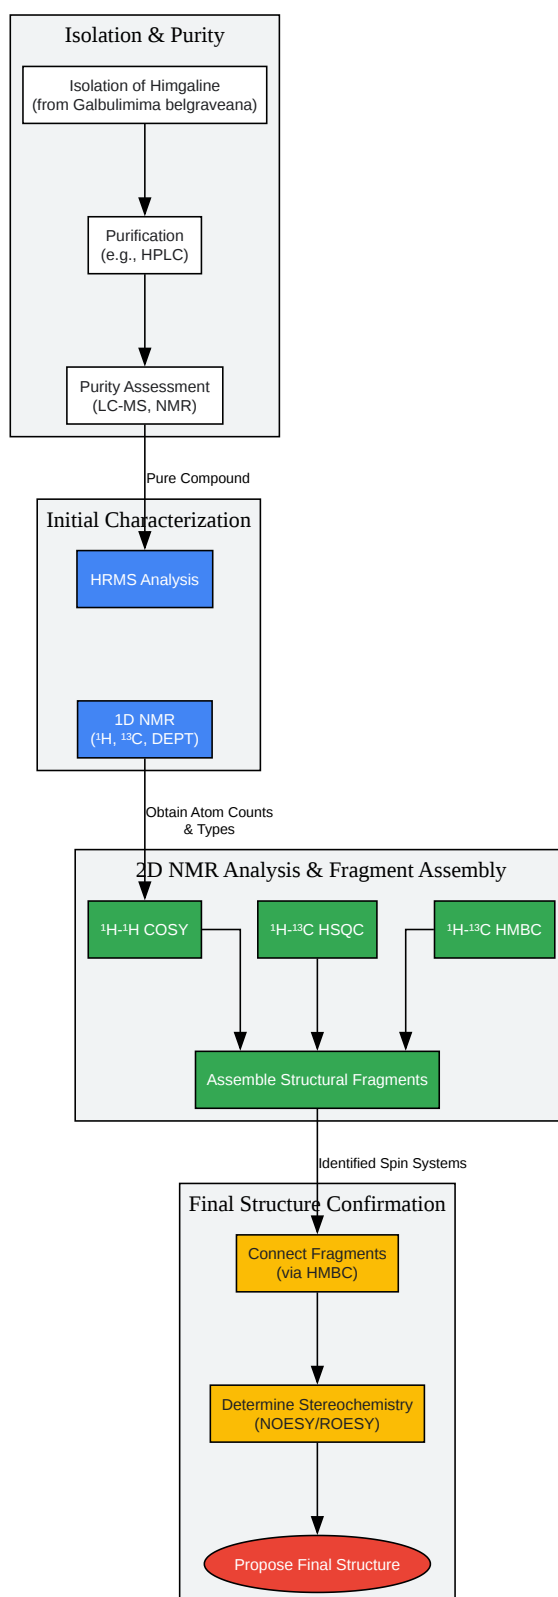 Isolation & Purity
Isolation of Himgaline
(from Galbulimima belgraveana)
Purification
(e.g., HPLC)
Purity Assessment
(LC-MS, NMR)
Pure Compound
Initial Characterization
HRMS Analysis
1D NMR
(¹H, ¹³C, DEPT)
Obtain Atom Counts
& Types
2D NMR Analysis & Fragment Assembly
¹H-¹H COSY
¹H-¹³C HSQC
¹H-¹³C HMBC
Assemble Structural Fragments
Identified Spin Systems
Final Structure Confirmation
Connect Fragments
(via HMBC)
Determine Stereochemistry
(NOESY/ROESY)
Propose Final Structure